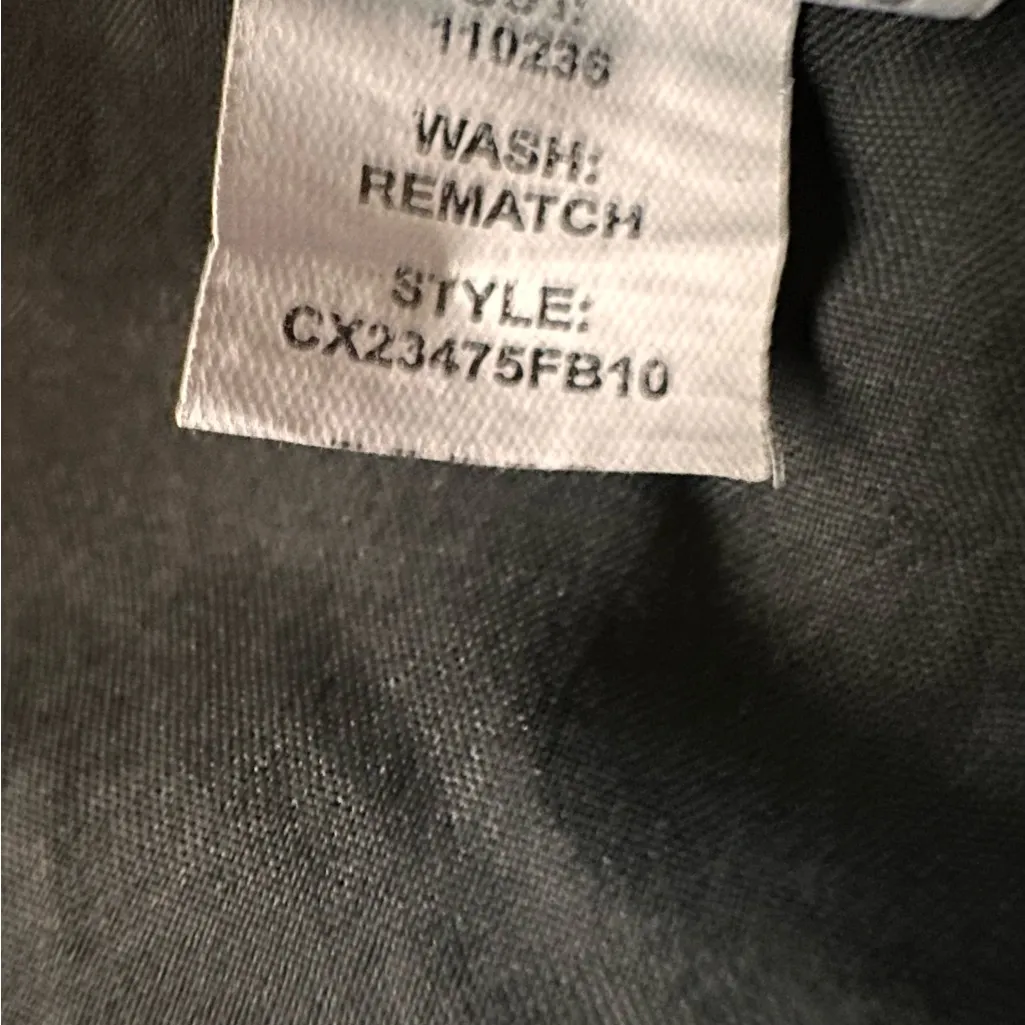 110236
WASH:
REMATCH
STYLE:
CX23475FB10